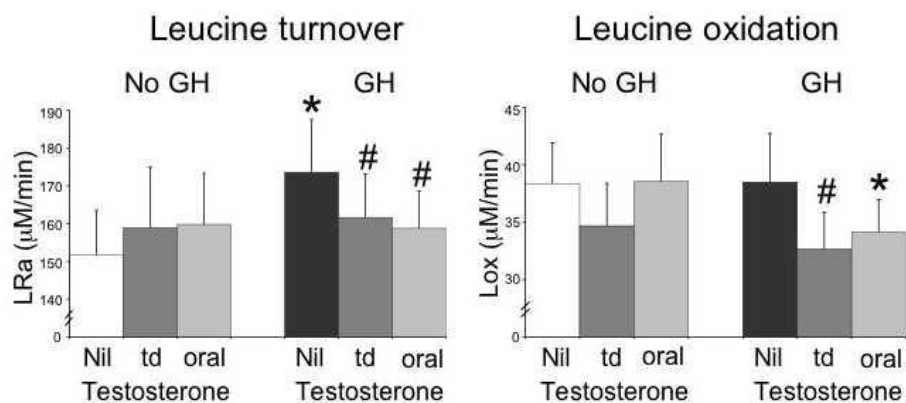 Leucine turnover
No GH
GH
LRa (μM/min)
190
180
170
160
150
140
0
*
#
#
Nil td oral
Nil td oral
Testosterone
Testosterone
Leucine oxidation
No GH
GH
Lox (μM/min)
45
40
35
30
0
#
*
Nil td oral
Nil td oral
Testosterone
Testosterone